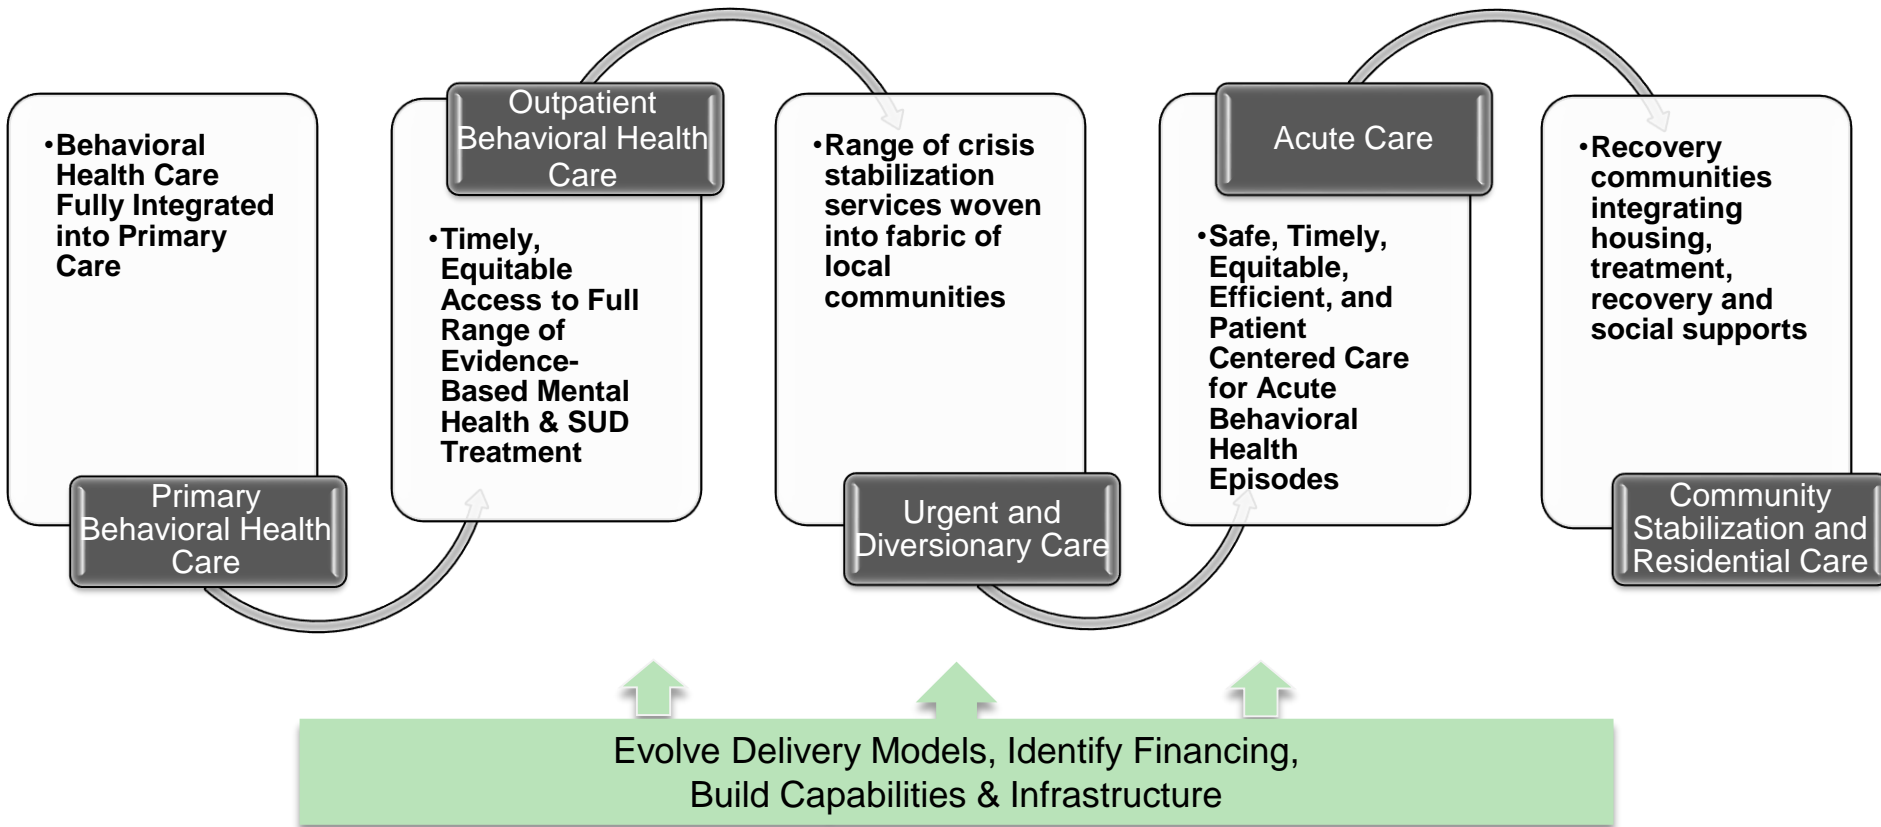 •Behavioral
Health Care
Fully Integrated
into Primary
Care
Primary
Behavioral Health
Care
Outpatient
Behavioral Health
Care
•Timely,
Equitable
Access to Full
Range of
Evidence-
Based Mental
Health & SUD
Treatment
•Range of crisis
stabilization
services woven
into fabric of
local
communities
Urgent and
Diversionary Care
Acute Care
•Safe, Timely,
Equitable,
Efficient, and
Patient
Centered Care
for Acute
Behavioral
Health
Episodes
•Recovery
communities
integrating
housing,
treatment,
recovery and
social supports
Community
Stabilization and
Residential Care
Evolve Delivery Models, Identify Financing,
Build Capabilities & Infrastructure